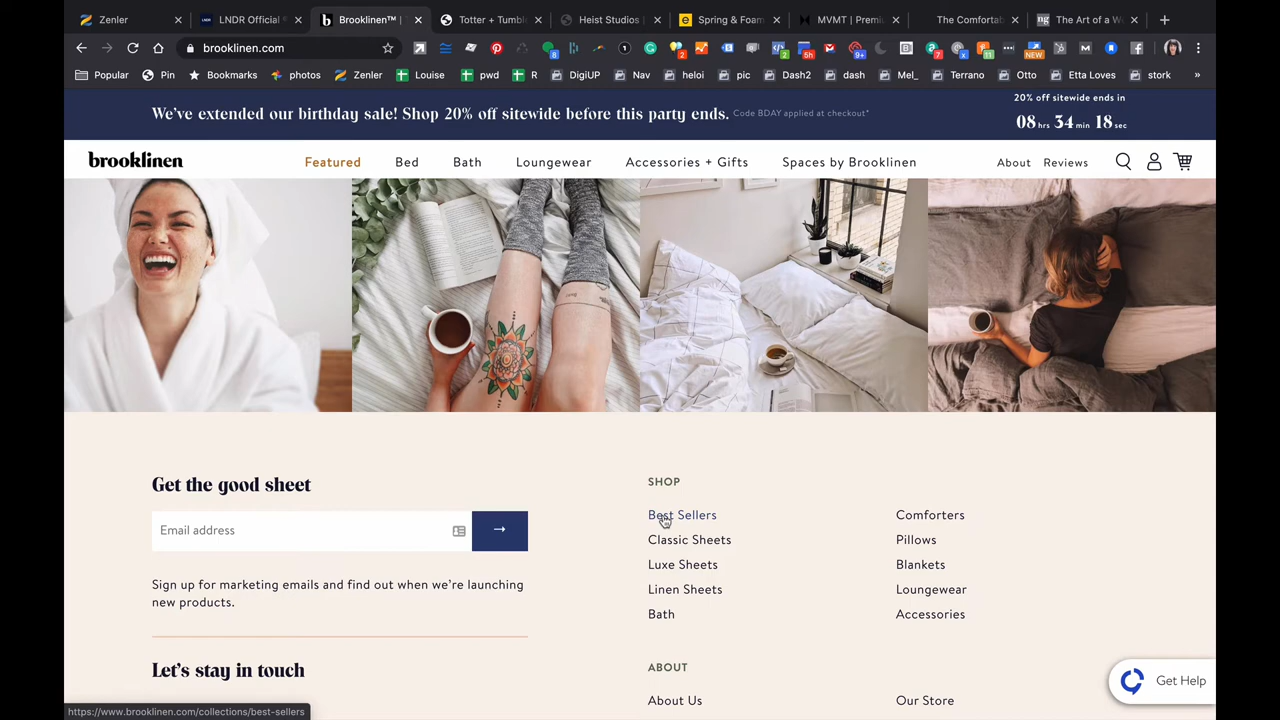 Zenler
LNDR Official
Brooklinen™ |
Totter + Tumbl
Heist Studios |
Spring & Foam
MVMT | Premi
The Comfortab
The Art of a We
brooklinen.com
Popular
Pin
Bookmarks
photos
Zenler
Louise
pwd
R
DigiUP
Nav
heloi
pic
Dash2
dash
Mel_
Terrano
Otto
Etta Loves
stork
»
We've extended our birthday sale! Shop 20% off sitewide before this party ends. Code BDAY applied at checkout*
20% off sitewide ends in
08 hrs 34 min 18 sec
brooklinen
Featured
Bed
Bath
Loungewear
Accessories + Gifts
Spaces by Brooklinen
About
Reviews
Get the good sheet
Email address
Sign up for marketing emails and find out when we're launching
new products.
Let's stay in touch
SHOP
Best Sellers
Classic Sheets
Luxe Sheets
Linen Sheets
Bath
Comforters
Pillows
Blankets
Loungewear
Accessories
ABOUT
About Us
Our Store
Get Help
https://www.brooklinen.com/collections/best-sellers